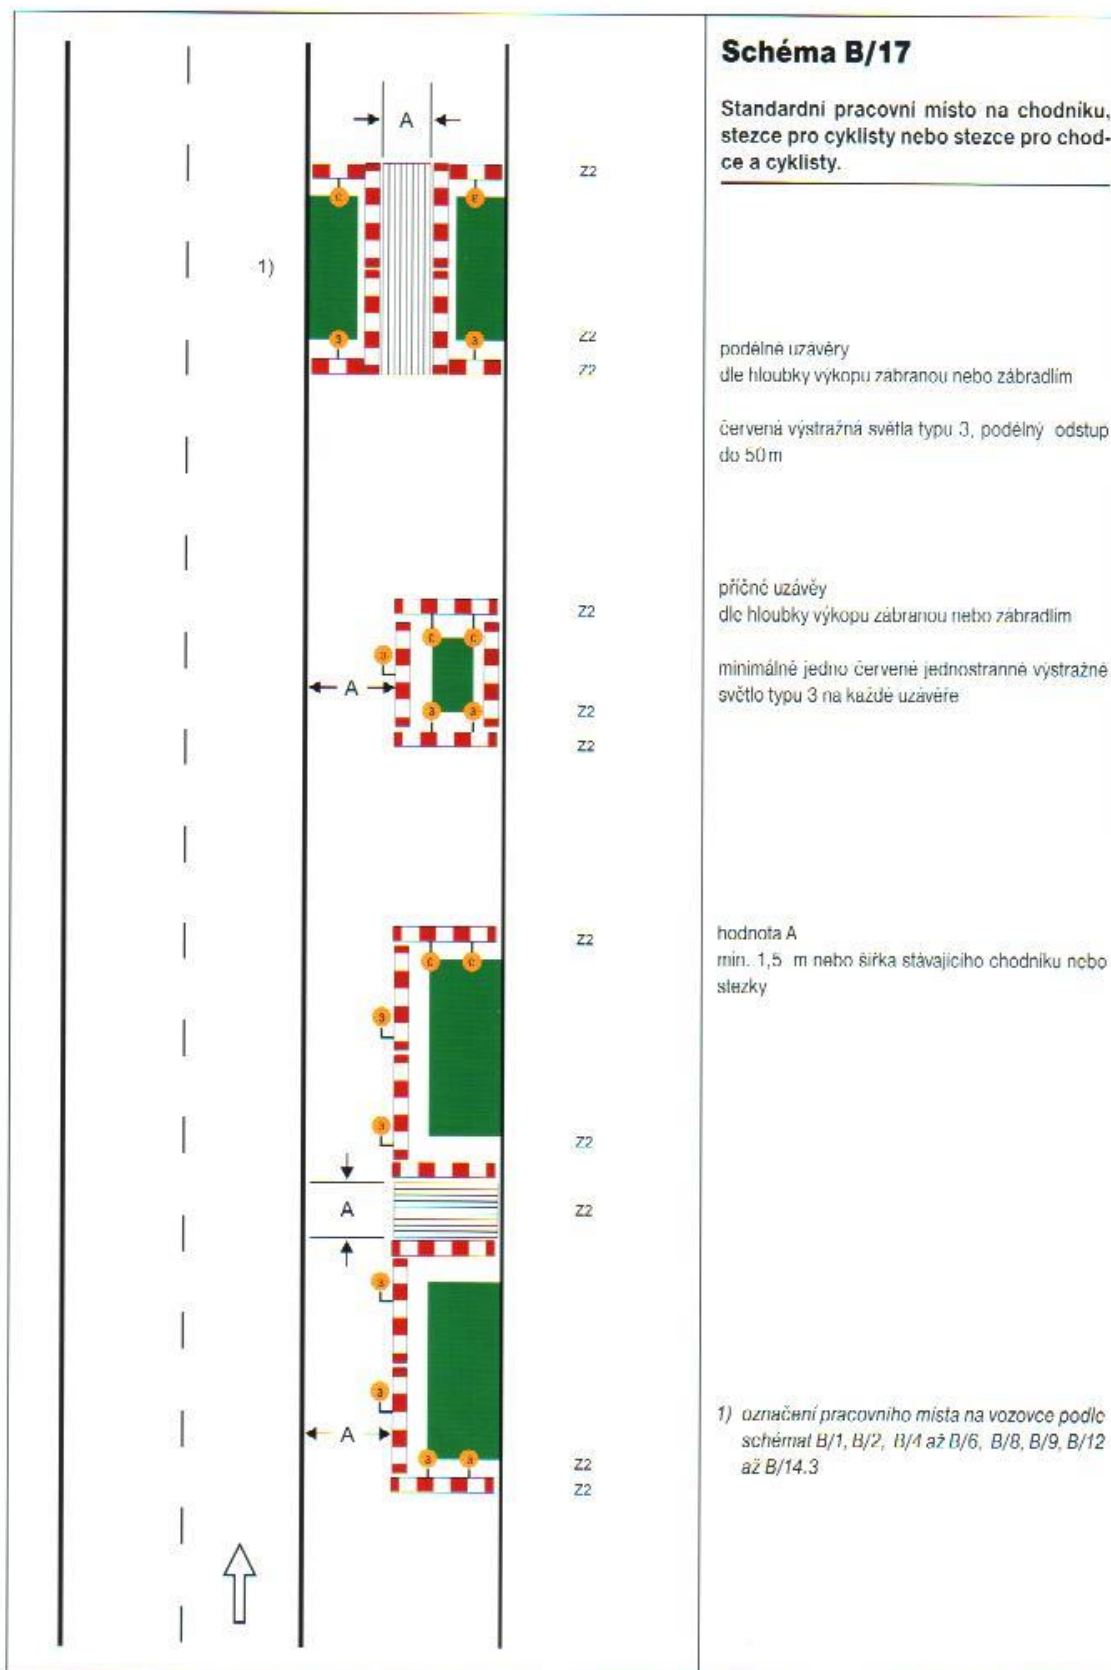 Schéma B/17
Standardní pracovní místo na chodníku,
stezce pro cyklisty nebo stezce pro chod-
ce a cyklisty.
A
Z2
1)
Z2
Z2
podélné uzávěry
dle hloubky výkopu zábranou nebo zábradlím
červená výstražná světla typu 3, podélný odstup
do 50 m
příčné uzávěy
dle hloubky výkopu zábranou nebo zábradlím
Z2
minimálně jedno červené jednostranné výstražné
světlo typu 3 na každé uzávěře
A
Z2
Z2
hodnota A
min. 1,5 m nebo šířka stávajícího chodníku nebo
stezky
Z2
Z2
A
Z2
A
Z2
Z2
1) označení pracovního místa na vozovce podle
schémat B/1, B/2, B/4 až B/6, B/8, B/9, B/12
až B/14.3